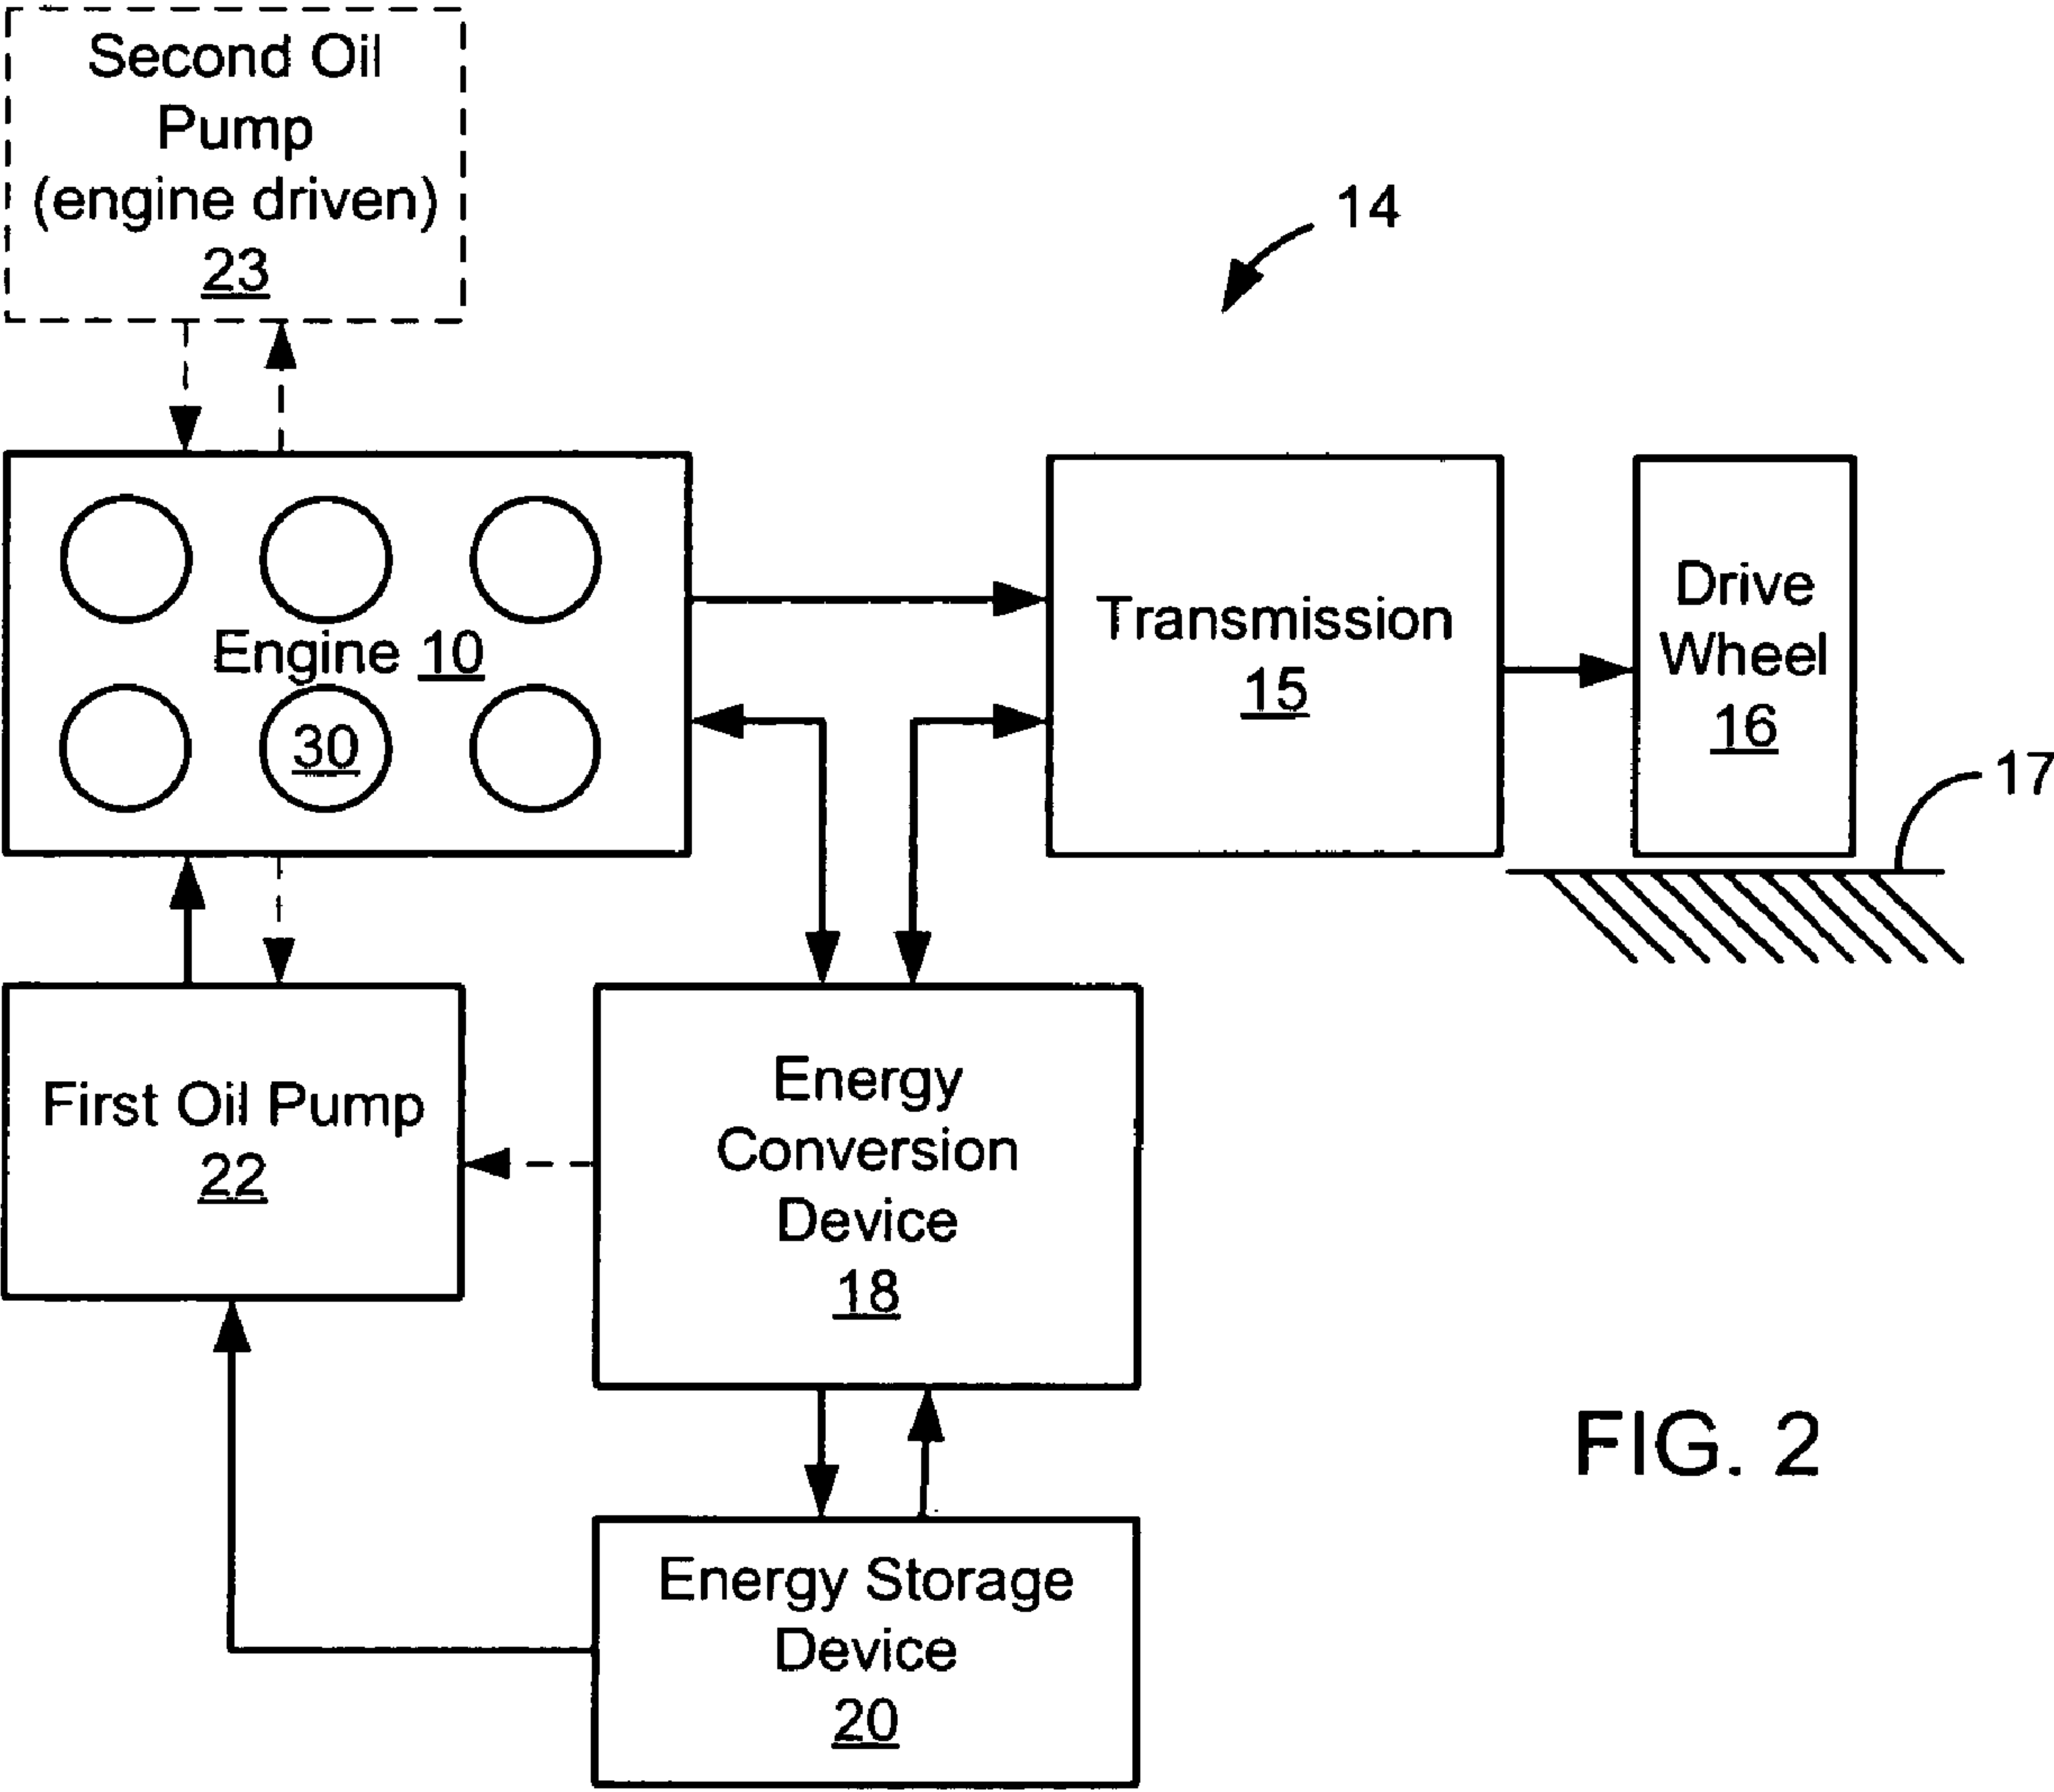 Second Oil
Pump
(engine driven)
23
14
Engine 10
30
Transmission
15
Drive
Wheel
16
17
First Oil Pump
22
Energy
Conversion
Device
18
Energy Storage
Device
20
FIG. 2